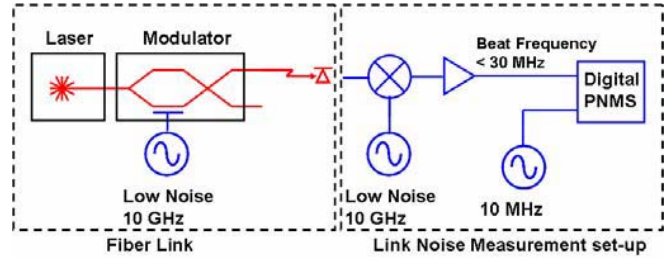 Laser
Modulator
Low Noise
10 GHz
Fiber Link
Beat Frequency
< 30 MHz
Digital
PNMS
Low Noise
10 GHz
10 MHz
Link Noise Measurement set-up